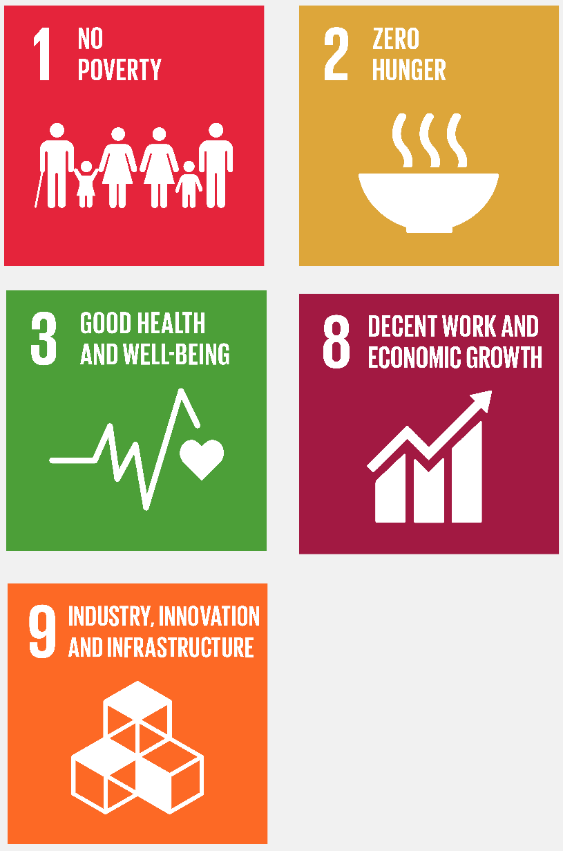 1 NO
POVERTY
2 ZERO
HUNGER
3 GOOD HEALTH
AND WELL-BEING
8 DECENT WORK AND
ECONOMIC GROWTH
9 INDUSTRY, INNOVATION
AND INFRASTRUCTURE